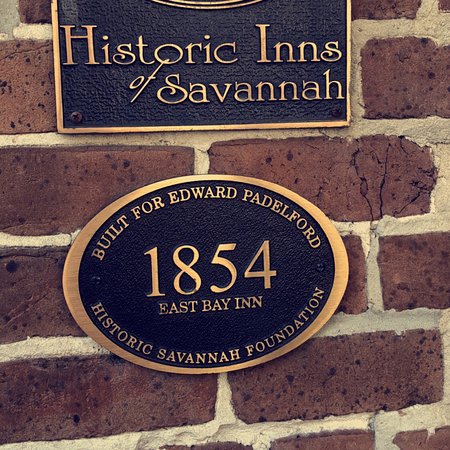 Historic Inns
of Savannah
BUILT FOR EDWARD PADELFORD
1854
EAST BAY INN
HISTORIC SAVANNAH FOUNDATION